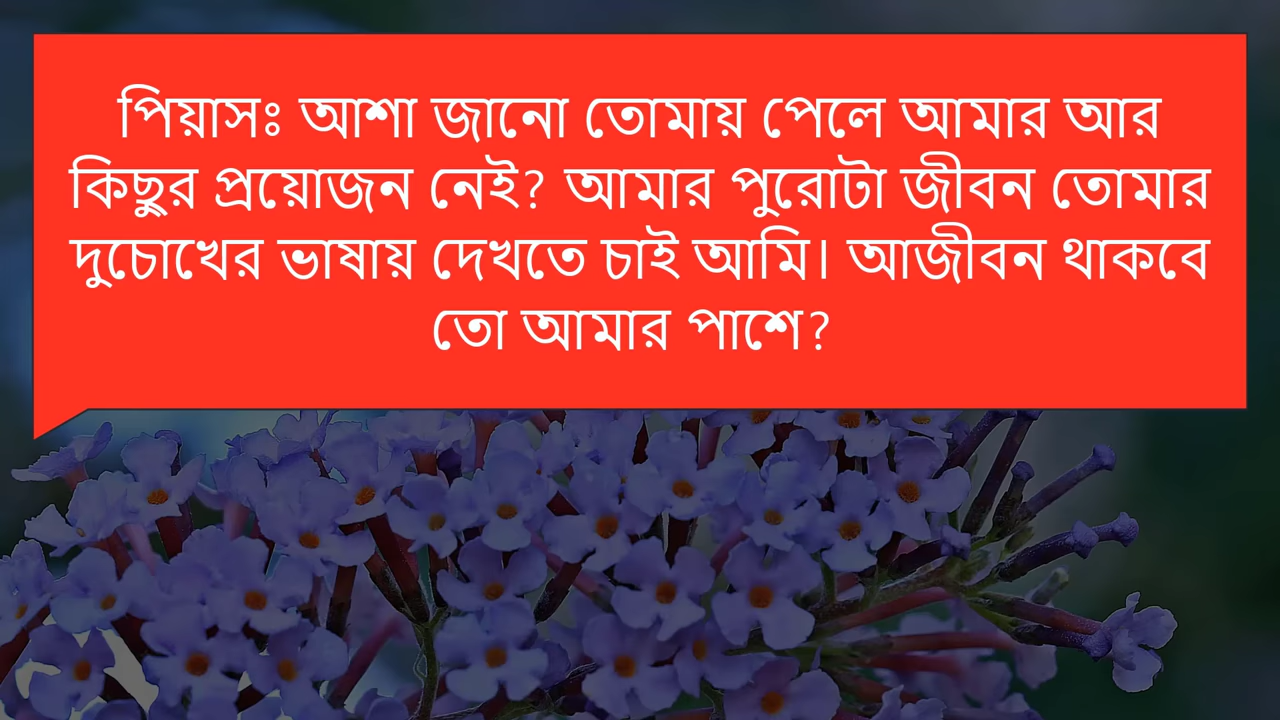 পিয়াসঃ আশা জানো তোমায় পেলে আমার আর
কিছুর প্রয়োজন নেই? আমার পুরোটা জীবন তোমার
দুচোখের ভাষায় দেখতে চাই আমি। আজীবন থাকবে
তো আমার পাশে?